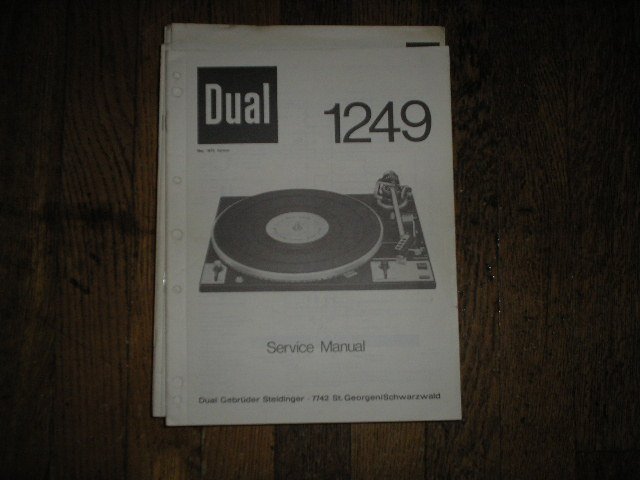 Dual
1249
Service Manual
Dual Gebrüder Steidinger · 7742 St. Georgen/Schwarzwald